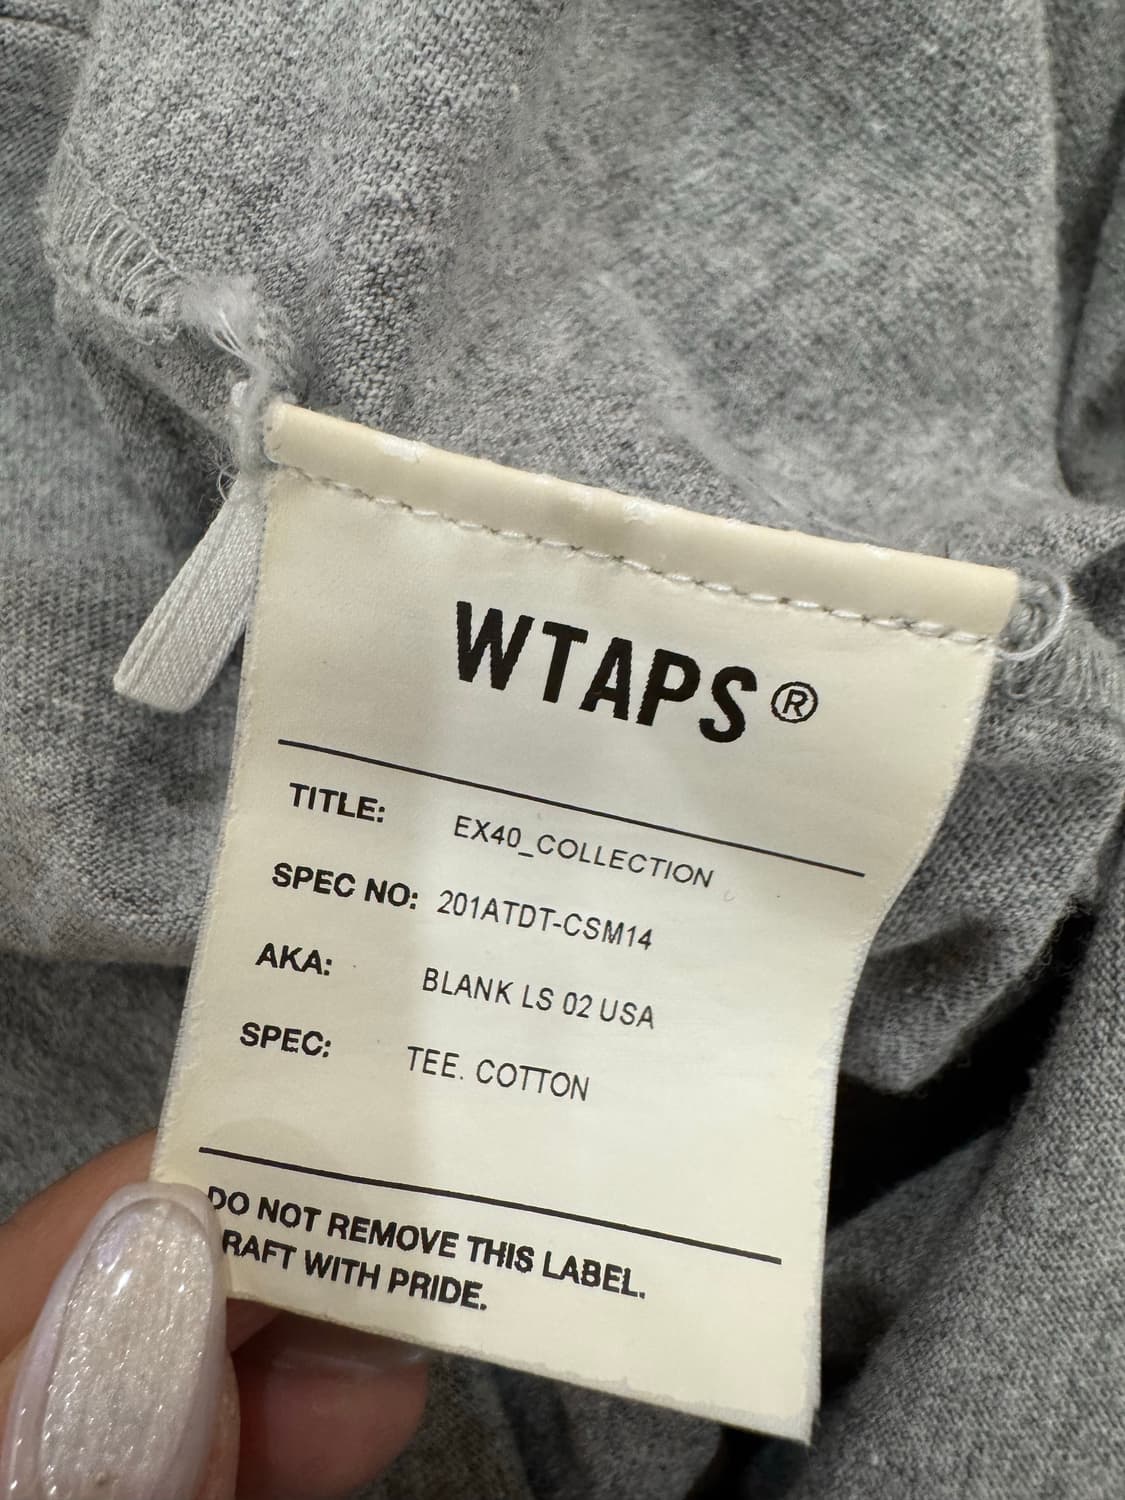 WTAPS®
TITLE: EX40_COLLECTION
SPEC NO: 201ATDT-CSM14
AKA: BLANK LS 02 USA
SPEC: TEE. COTTON
DO NOT REMOVE THIS LABEL.
RAFT WITH PRIDE.